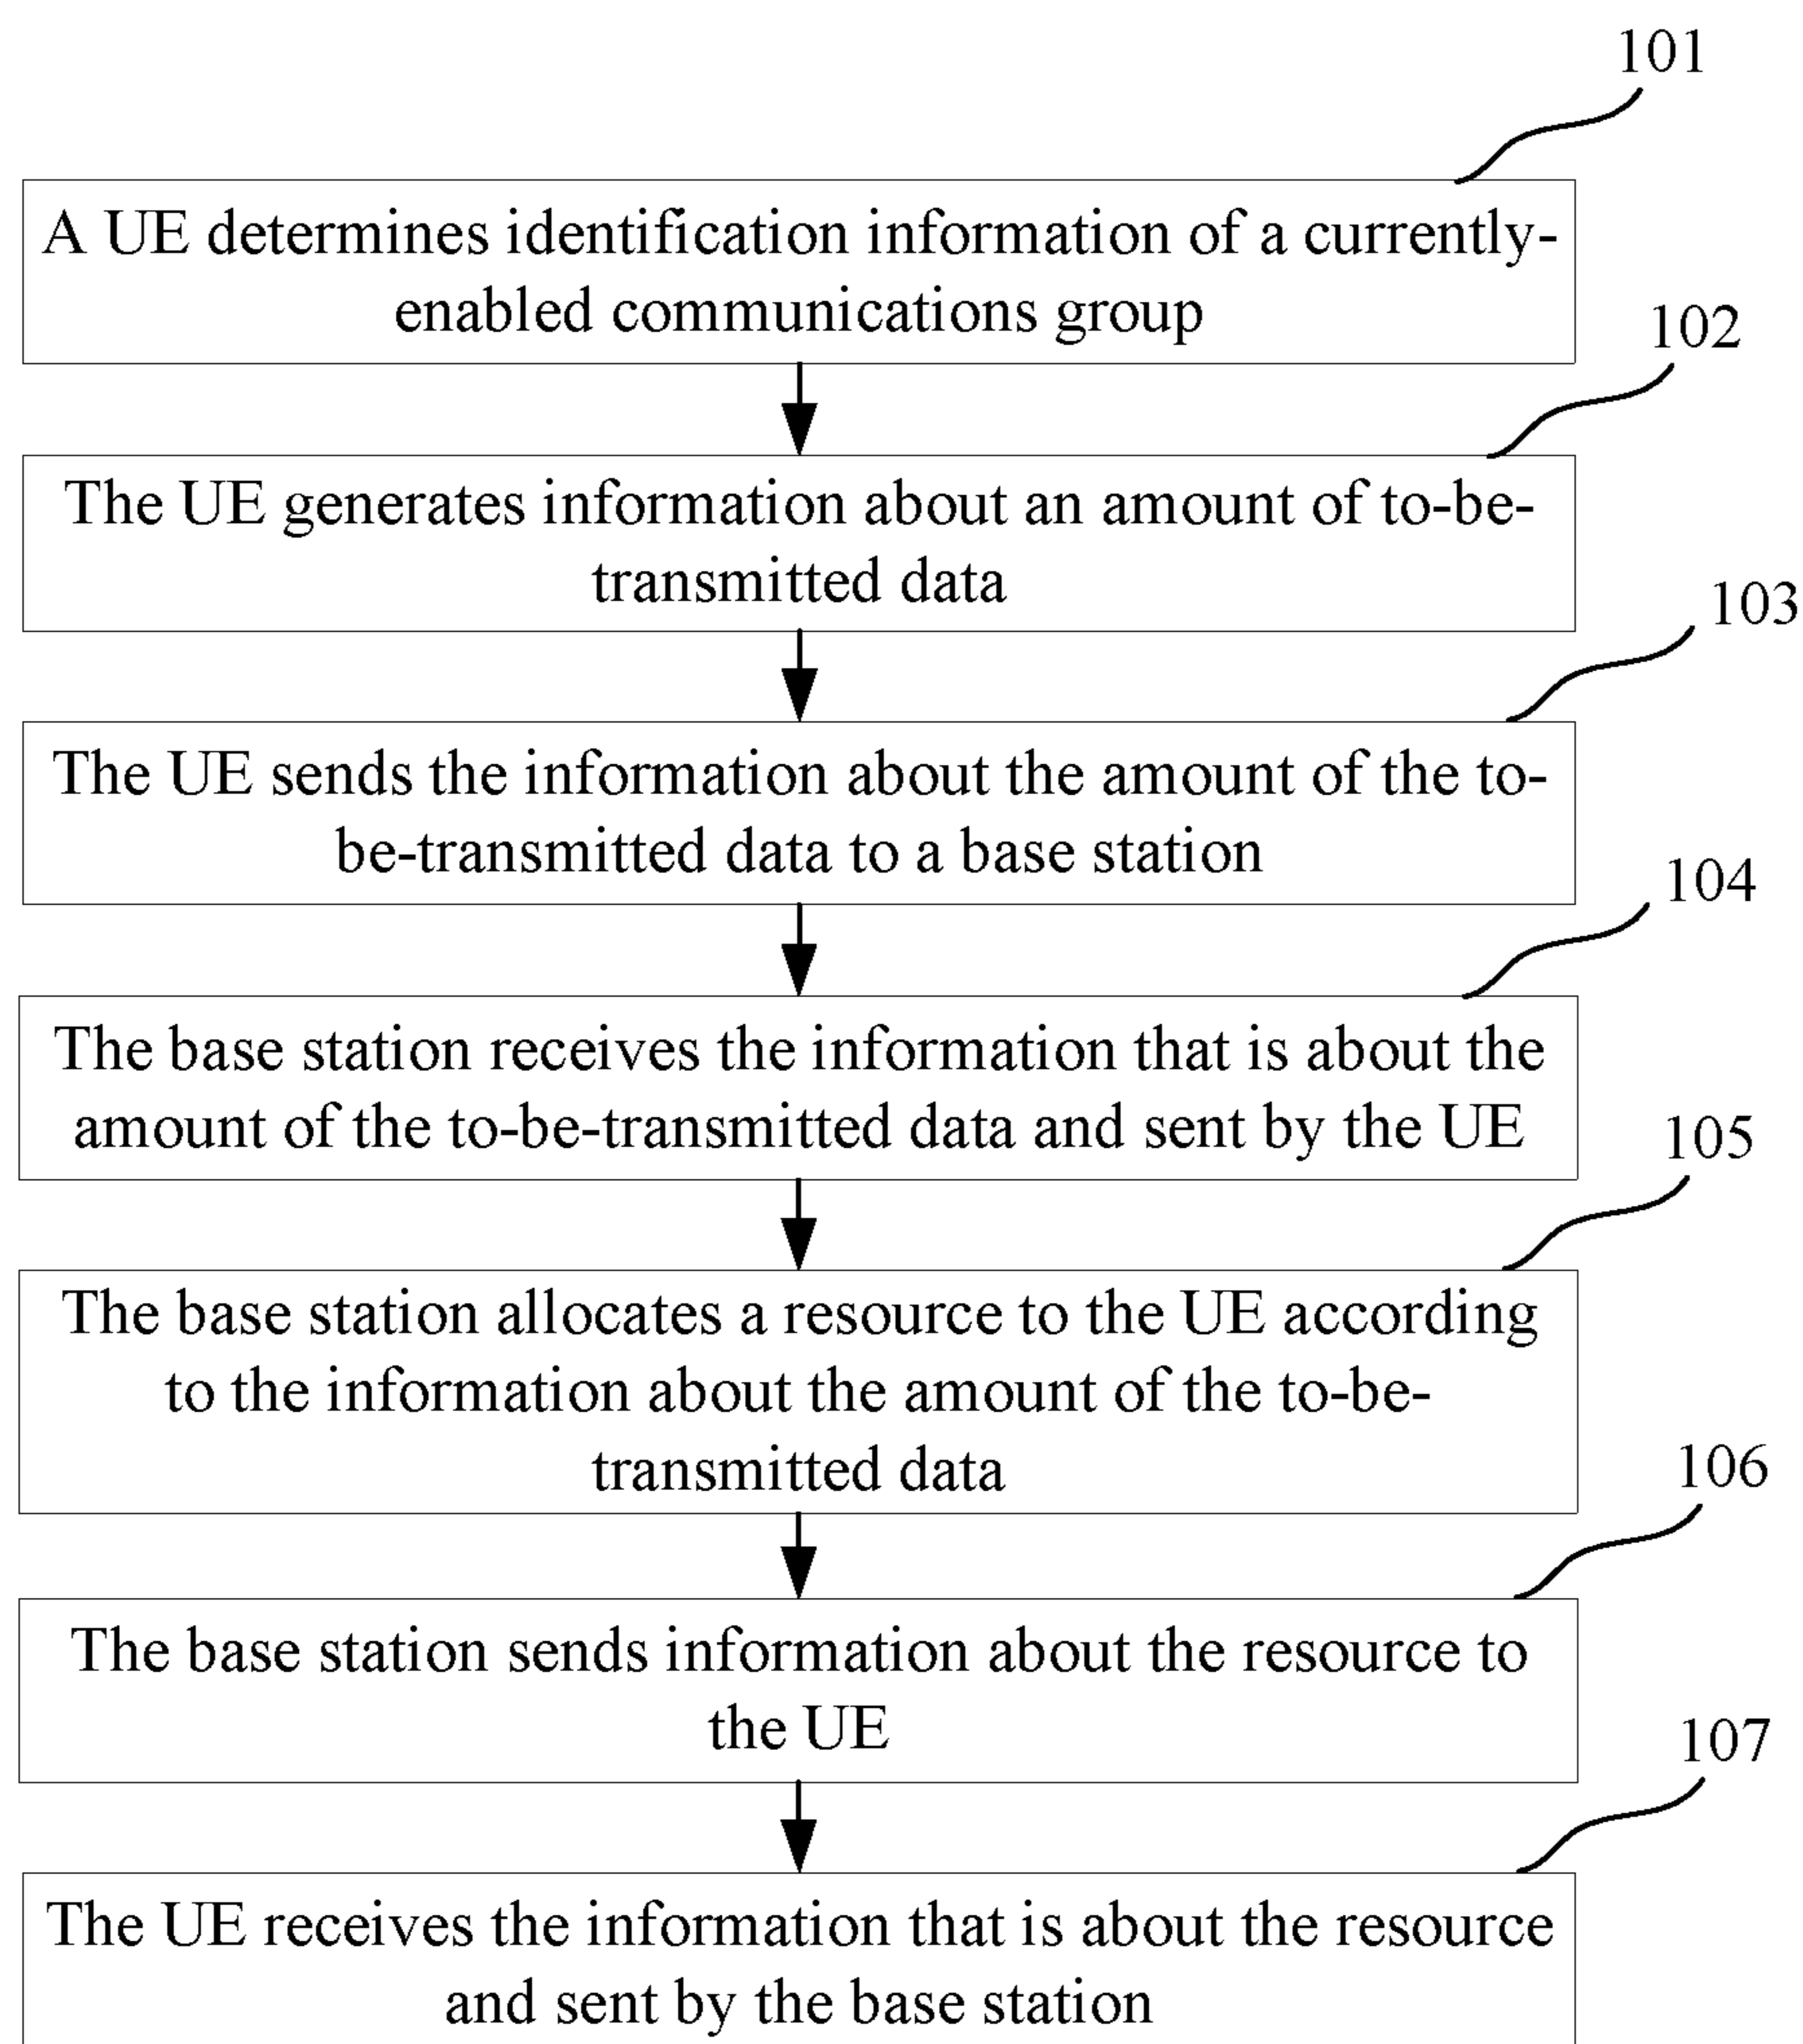 101
A UE determines identification information of a currently-
enabled communications group
102
The UE generates information about an amount of to-be-
transmitted data
103
The UE sends the information about the amount of the to-
be-transmitted data to a base station
104
The base station receives the information that is about the
amount of the to-be-transmitted data and sent by the UE
105
The base station allocates a resource to the UE according
to the information about the amount of the to-be-
transmitted data
106
The base station sends information about the resource to
the UE
107
The UE receives the information that is about the resource
and sent by the base station